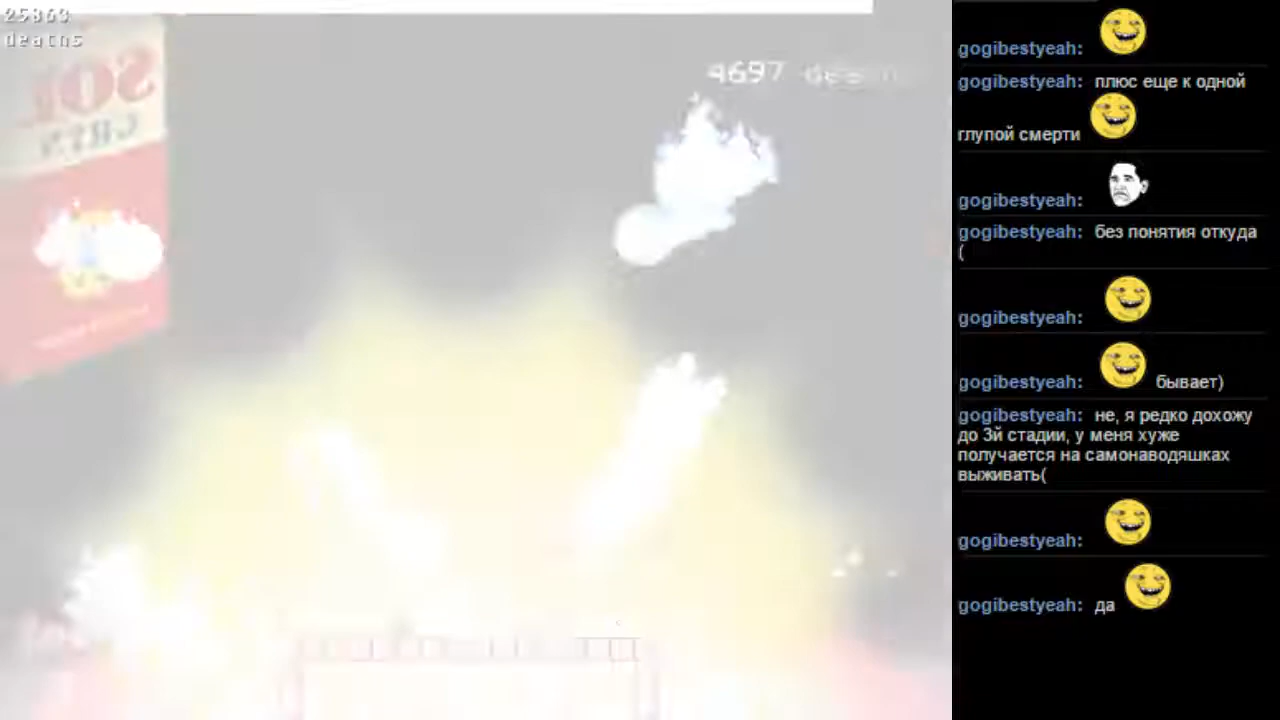 25863
deaths
4697 deaths
gogibestyeah:
gogibestyeah: плюс еще к одной
глупой смерти
gogibestyeah:
gogibestyeah: без понятия откуда
(
gogibestyeah:
gogibestyeah: бывает)
gogibestyeah: не, я редко дохожу
до 3й стадии, у меня хуже
получается на самонаводяшках
выживать(
gogibestyeah:
gogibestyeah: да